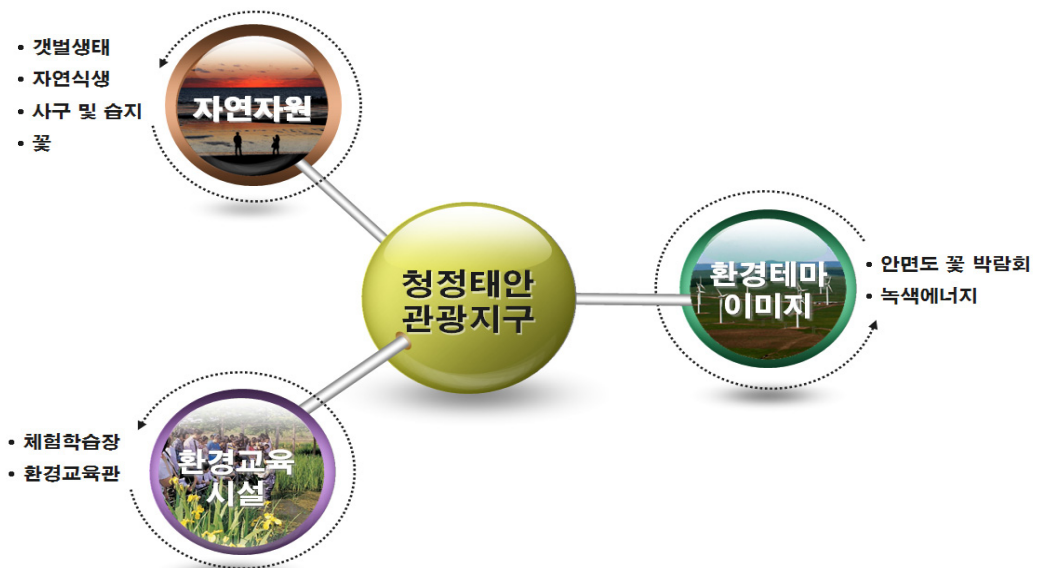 • 갯벌생태
• 자연식생
• 사구 및 습지
• 꽃
자연자원
청정태안
관광지구
환경테마
이미지
• 안면도 꽃 박람회
• 녹색에너지
• 체험학습장
• 환경교육관
환경교육
시설